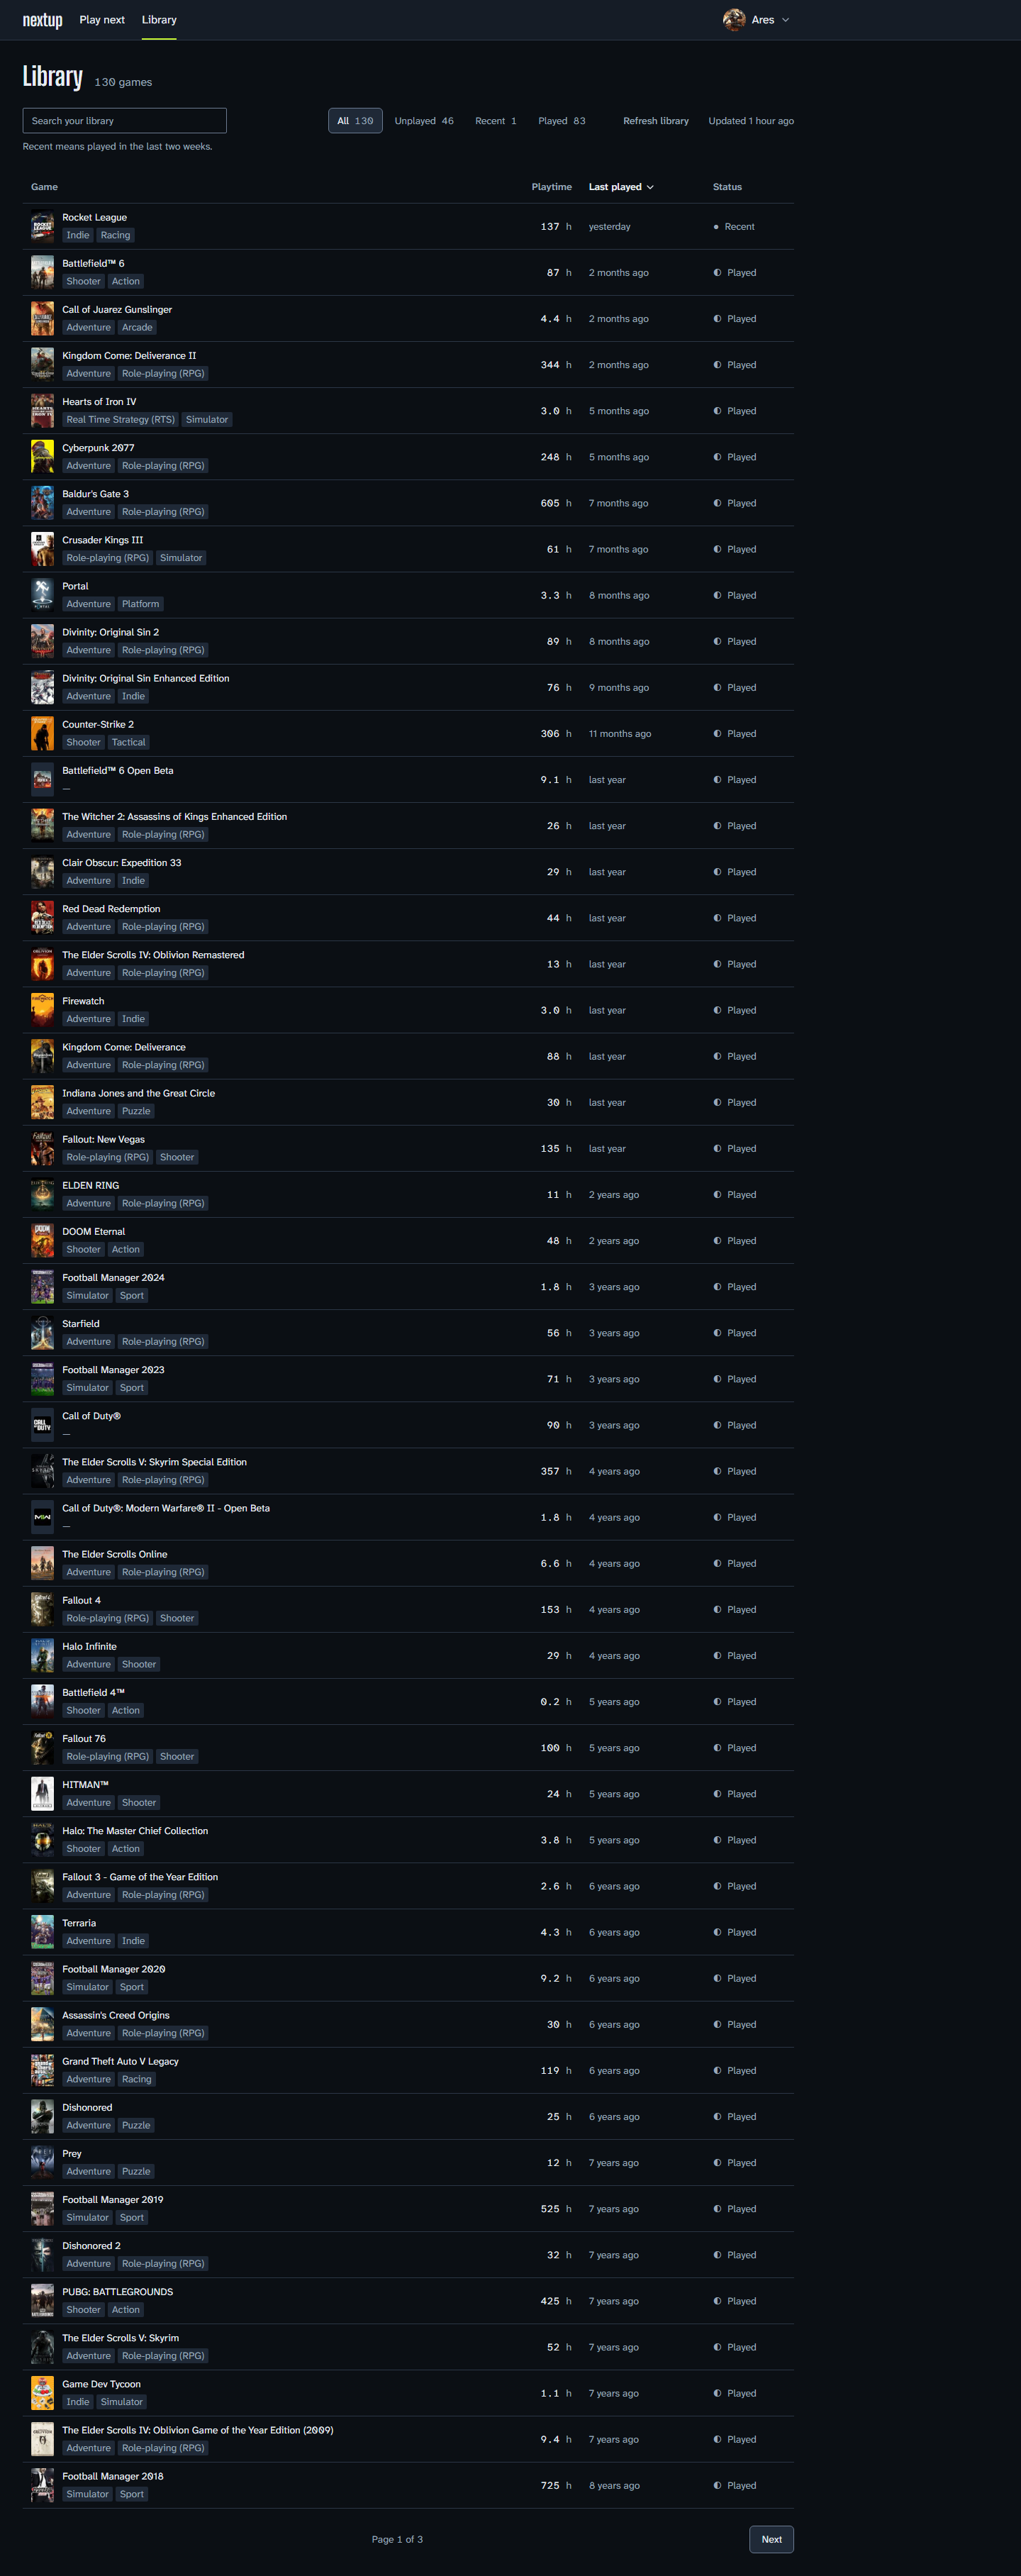 nextup Play next Library Ares
Library 130 games
Search your library All 130 Unplayed 46 Recent 1 Played 83 Refresh library Updated 1 hour ago
Recent means played in the last two weeks.
Game Playtime Last played Status
Rocket League
Indie Racing
137 h yesterday Recent
Battlefield™ 6
Shooter Action
87 h 2 months ago Played
Call of Juarez Gunslinger
Adventure Arcade
4.4 h 2 months ago Played
Kingdom Come: Deliverance II
Adventure Role-playing (RPG)
344 h 2 months ago Played
Hearts of Iron IV
Real Time Strategy (RTS) Simulator
3.0 h 5 months ago Played
Cyberpunk 2077
Adventure Role-playing (RPG)
248 h 5 months ago Played
Baldur's Gate 3
Adventure Role-playing (RPG)
605 h 7 months ago Played
Crusader Kings III
Role-playing (RPG) Simulator
61 h 7 months ago Played
Portal
Adventure Platform
3.3 h 8 months ago Played
Divinity: Original Sin 2
Adventure Role-playing (RPG)
89 h 8 months ago Played
Divinity: Original Sin Enhanced Edition
Adventure Indie
76 h 9 months ago Played
Counter-Strike 2
Shooter Tactical
306 h 11 months ago Played
Battlefield™ 6 Open Beta
—
9.1 h last year Played
The Witcher 2: Assassins of Kings Enhanced Edition
Adventure Role-playing (RPG)
26 h last year Played
Clair Obscur: Expedition 33
Adventure Indie
29 h last year Played
Red Dead Redemption
Adventure Role-playing (RPG)
44 h last year Played
The Elder Scrolls IV: Oblivion Remastered
Adventure Role-playing (RPG)
13 h last year Played
Firewatch
Adventure Indie
3.0 h last year Played
Kingdom Come: Deliverance
Adventure Role-playing (RPG)
88 h last year Played
Indiana Jones and the Great Circle
Adventure Puzzle
30 h last year Played
Fallout: New Vegas
Role-playing (RPG) Shooter
135 h last year Played
ELDEN RING
Adventure Role-playing (RPG)
11 h 2 years ago Played
DOOM Eternal
Shooter Action
48 h 2 years ago Played
Football Manager 2024
Simulator Sport
1.8 h 3 years ago Played
Starfield
Adventure Role-playing (RPG)
56 h 3 years ago Played
Football Manager 2023
Simulator Sport
71 h 3 years ago Played
Call of Duty®
—
90 h 3 years ago Played
The Elder Scrolls V: Skyrim Special Edition
Adventure Role-playing (RPG)
357 h 4 years ago Played
Call of Duty®: Modern Warfare® II - Open Beta
—
1.8 h 4 years ago Played
The Elder Scrolls Online
Adventure Role-playing (RPG)
6.6 h 4 years ago Played
Fallout 4
Role-playing (RPG) Shooter
153 h 4 years ago Played
Halo Infinite
Adventure Shooter
29 h 4 years ago Played
Battlefield 4™
Shooter Action
0.2 h 5 years ago Played
Fallout 76
Role-playing (RPG) Shooter
100 h 5 years ago Played
HITMAN™
Adventure Shooter
24 h 5 years ago Played
Halo: The Master Chief Collection
Shooter Action
3.8 h 5 years ago Played
Fallout 3 - Game of the Year Edition
Adventure Role-playing (RPG)
2.6 h 6 years ago Played
Terraria
Adventure Indie
4.3 h 6 years ago Played
Football Manager 2020
Simulator Sport
9.2 h 6 years ago Played
Assassin's Creed Origins
Adventure Role-playing (RPG)
30 h 6 years ago Played
Grand Theft Auto V Legacy
Adventure Racing
119 h 6 years ago Played
Dishonored
Adventure Puzzle
25 h 6 years ago Played
Prey
Adventure Puzzle
12 h 7 years ago Played
Football Manager 2019
Simulator Sport
525 h 7 years ago Played
Dishonored 2
Adventure Role-playing (RPG)
32 h 7 years ago Played
PUBG: BATTLEGROUNDS
Shooter Action
425 h 7 years ago Played
The Elder Scrolls V: Skyrim
Adventure Role-playing (RPG)
52 h 7 years ago Played
Game Dev Tycoon
Indie Simulator
1.1 h 7 years ago Played
The Elder Scrolls IV: Oblivion Game of the Year Edition (2009)
Adventure Role-playing (RPG)
9.4 h 7 years ago Played
Football Manager 2018
Simulator Sport
725 h 8 years ago Played
Page 1 of 3 Next